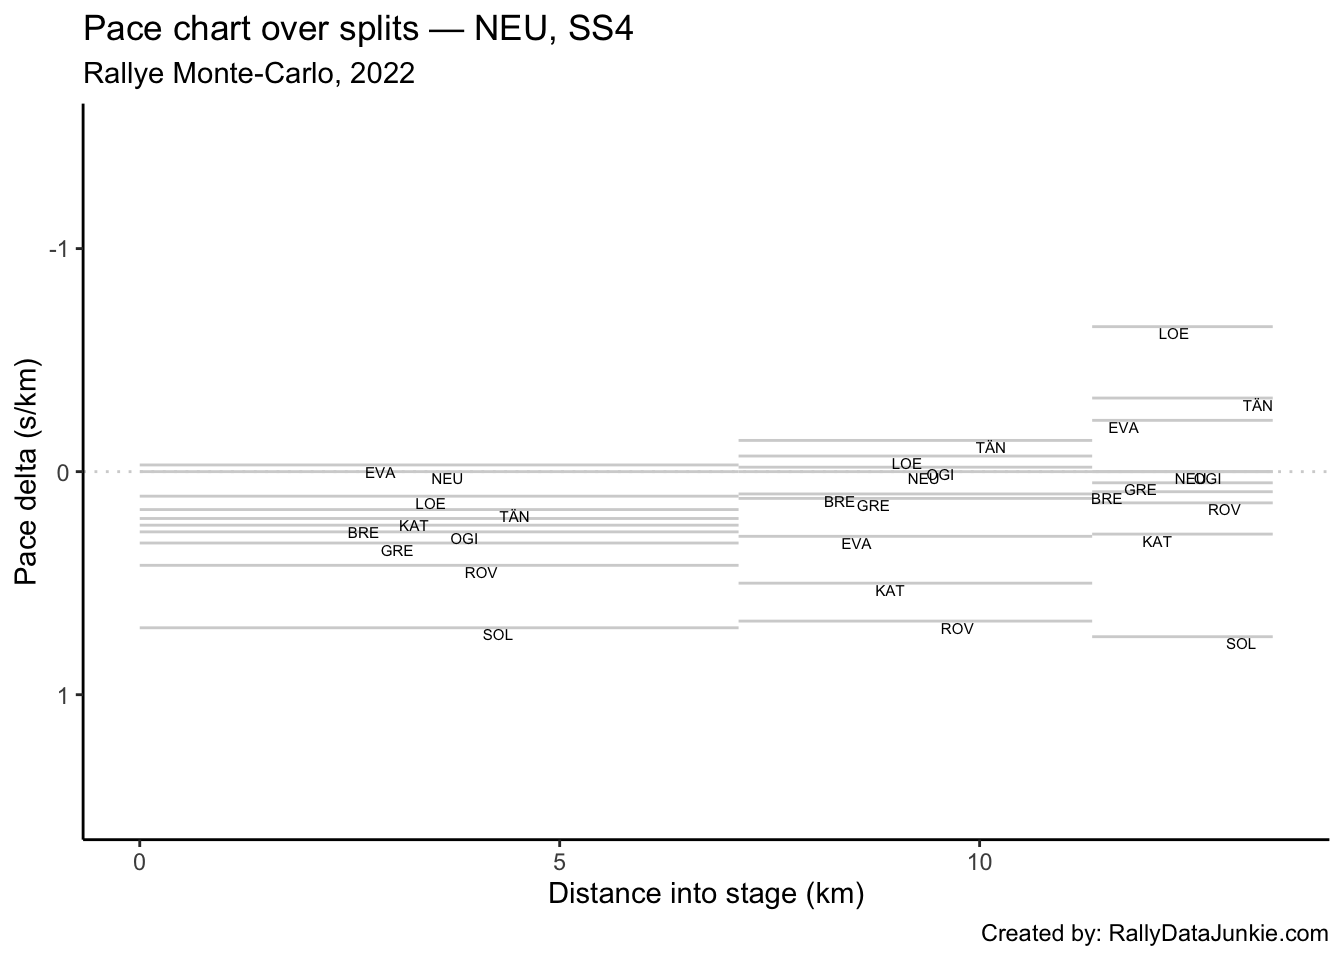 Pace chart over splits — NEU, SS4
Rallye Monte-Carlo, 2022
Pace delta (s/km)
-1
0
1
EVA
NEU
LOE
TÄN
KAT
BRE
OGI
GRE
ROV
SOL
TÄN
LOE
OGI
NEU
BRE
GRE
EVA
KAT
ROV
LOE
TÄN
EVA
NEU
OGI
GRE
BRE
ROV
KAT
SOL
0
5
10
Distance into stage (km)
Created by: RallyDataJunkie.com